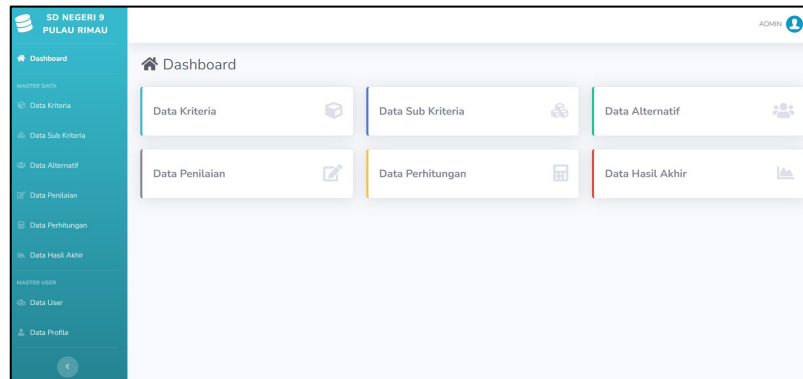 SD NEGERI 9
PULAU RIMAU
ADMIN
Dashboard
MASTER DATA
Data Kriteria
Data Sub Kriteria
Data Alternatif
Data Penilaian
Data Perhitungan
Data Hasil Akhir
MASTER USER
Data User
Data Profile
Dashboard
Data Kriteria
Data Sub Kriteria
Data Alternatif
Data Penilaian
Data Perhitungan
Data Hasil Akhir